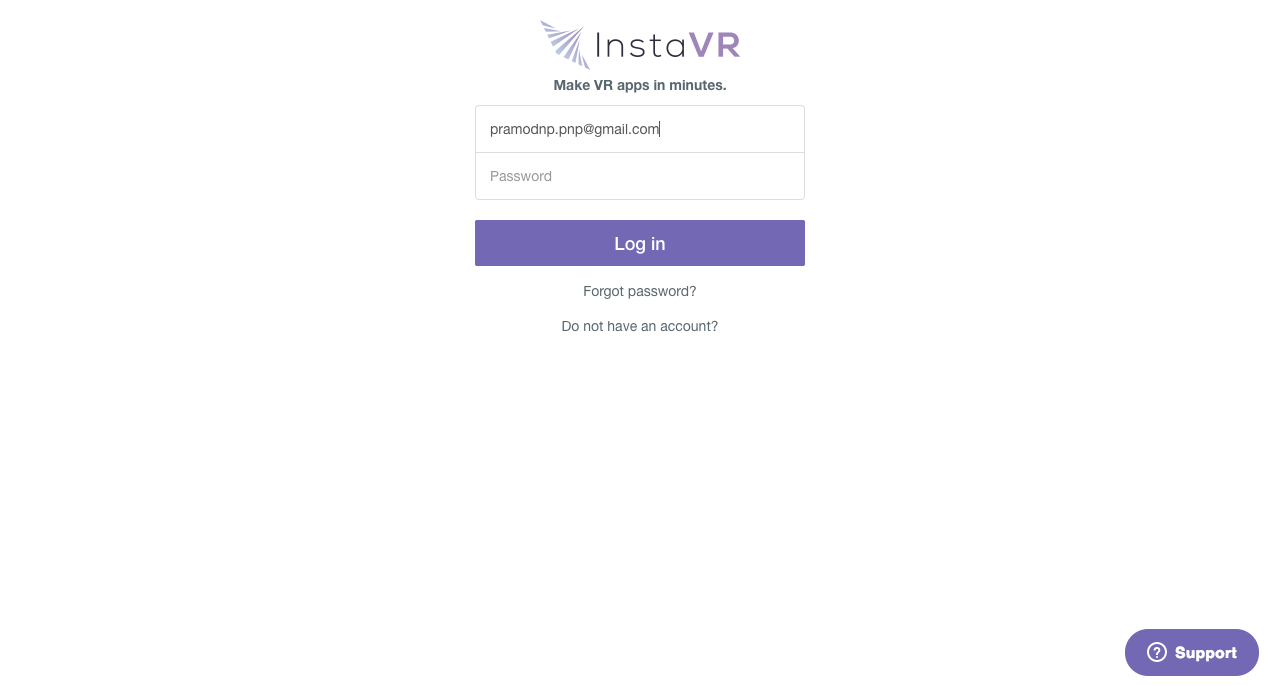 InstaVR
Make VR apps in minutes.
pramodnp.pnp@gmail.com
Password
Log in
Forgot password?
Do not have an account?
Support